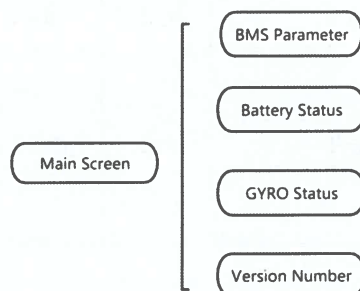 BMS Parameter
Battery Status
Main Screen
GYRO Status
Version Number